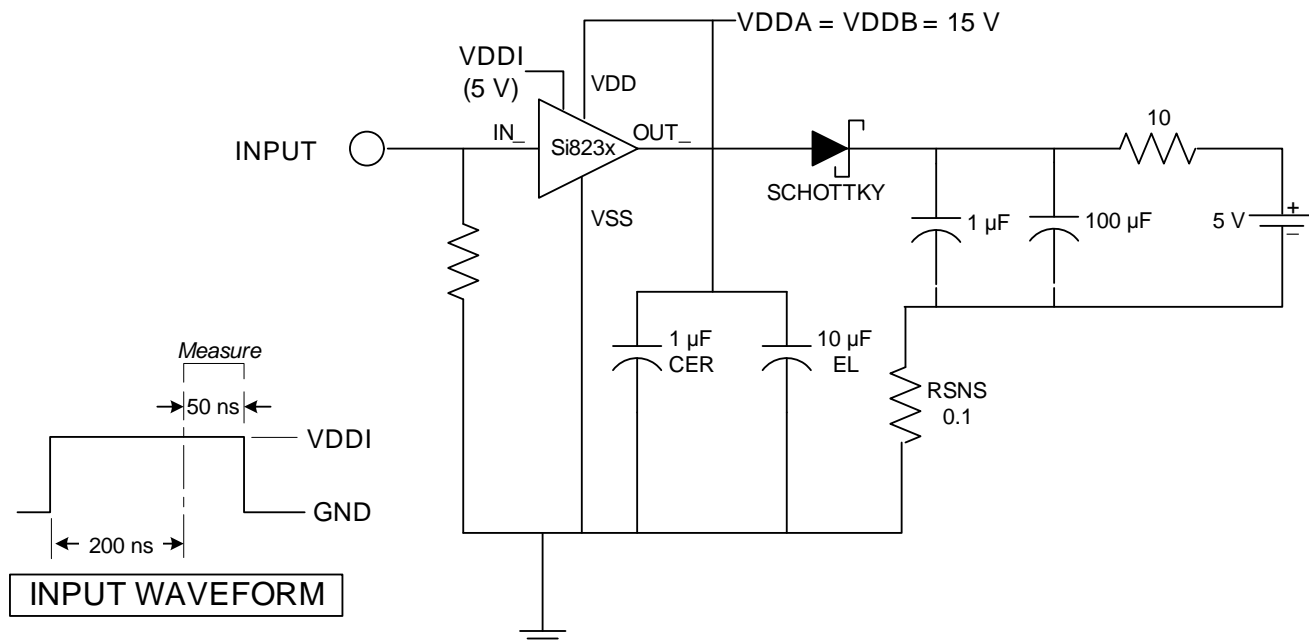 VDDA = VDDB = 15 V
VDDI
(5 V)
VDD
10
INPUT
IN_
Si823x
OUT_
SCHOTTKY
VSS
1 µF
100 µF
5 V
+
–
1 µF
CER
10 µF
EL
RSNS
0.1
Measure
50 ns
VDDI
GND
200 ns
INPUT WAVEFORM